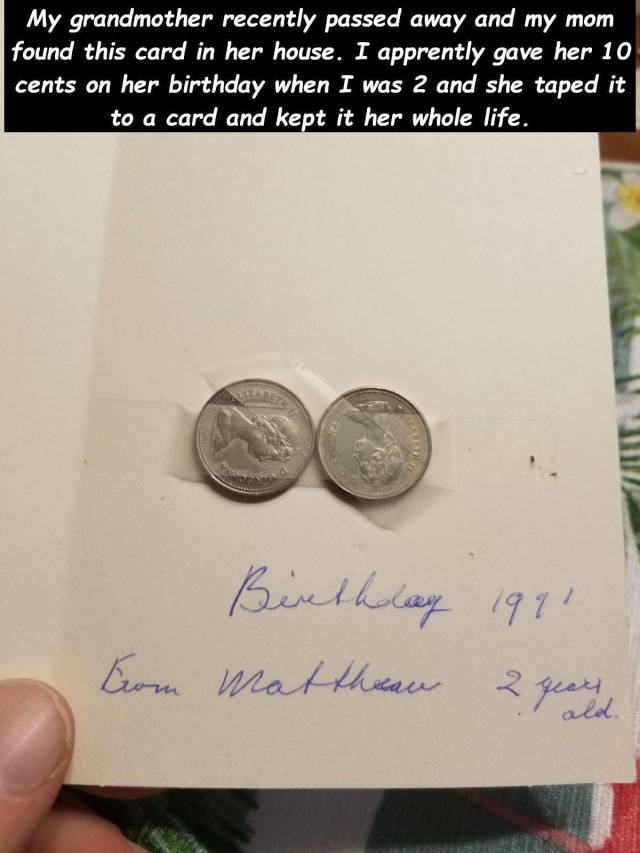 My grandmother recently passed away and my mom
found this card in her house. I apprently gave her 10
cents on her birthday when I was 2 and she taped it
to a card and kept it her whole life.
ELIZABETH II
Birthday 1991
From Matthew 2 years
old.